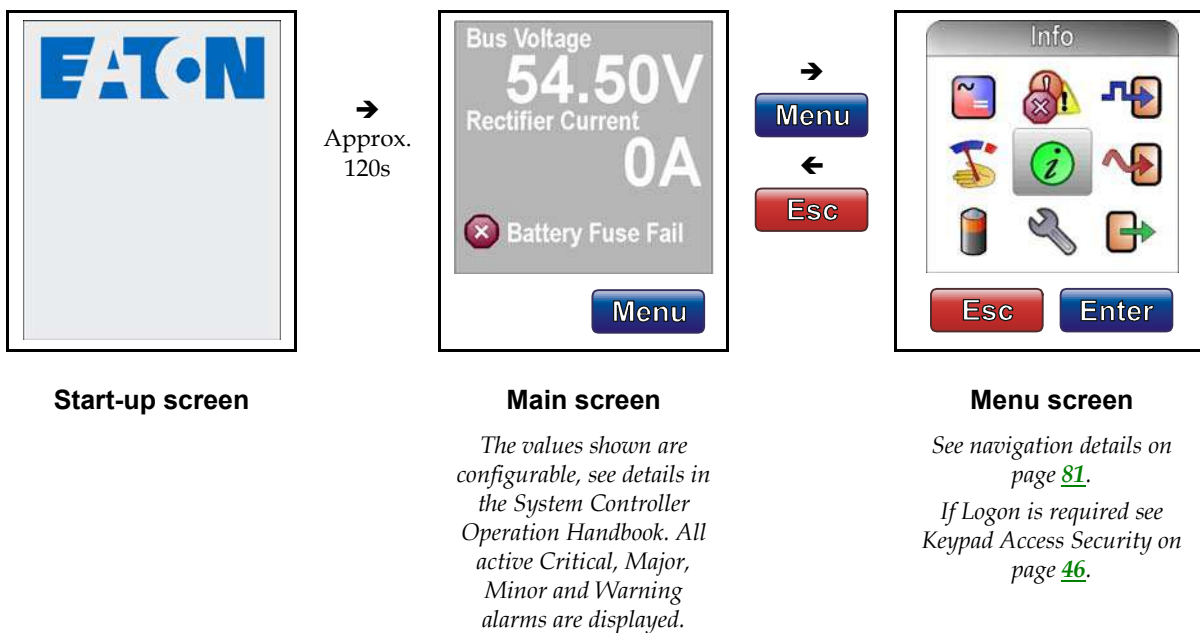 EATON
➔
Approx.
120s
Bus Voltage
54.50V
Rectifier Current
0A
Battery Fuse Fail
Menu
➔
Menu
Esc
Info
Esc
Enter
Start-up screen
Main screen
The values shown are
configurable, see details in
the System Controller
Operation Handbook. All
active Critical, Major,
Minor and Warning
alarms are displayed.
Menu screen
See navigation details on
page 81.
If Logon is required see
Keypad Access Security on
page 46.